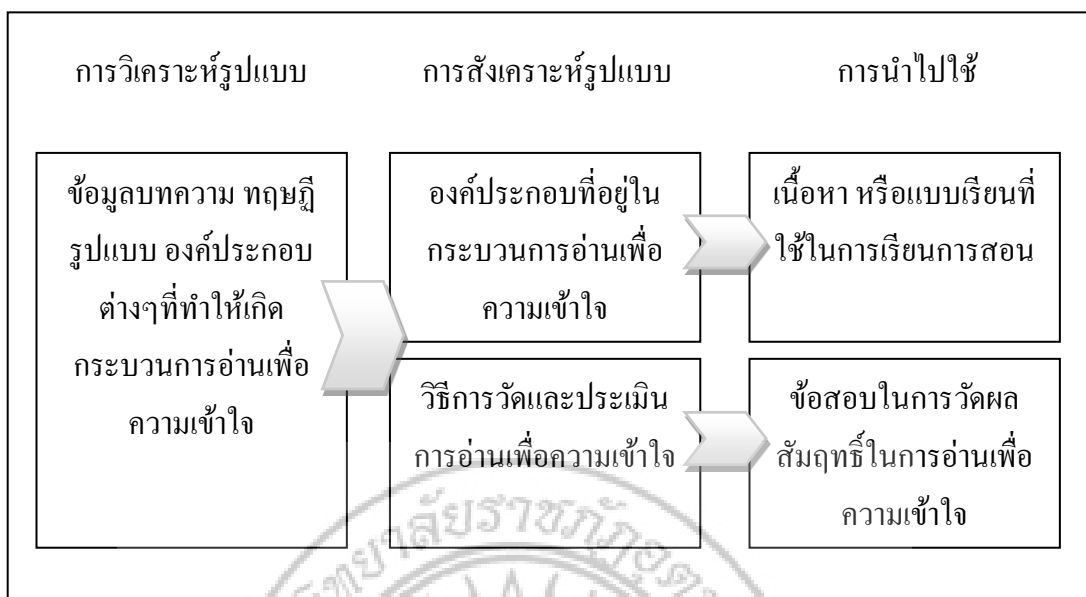 การวิเคราะห์รูปแบบ
การสังเคราะห์รูปแบบ
การนำไปใช้
ข้อมูลบทความ ทฤษฎี
รูปแบบ องค์ประกอบ
ต่างๆที่ทำให้เกิด
กระบวนการอ่านเพื่อ
ความเข้าใจ
องค์ประกอบที่อยู่ใน
กระบวนการอ่านเพื่อ
ความเข้าใจ
เนื้อหา หรือแบบเรียนที่
ใช้ในการเรียนการสอน
วิธีการวัดและประเมิน
การอ่านเพื่อความเข้าใจ
ข้อสอบในการวัดผล
สัมฤทธิ์ในการอ่านเพื่อ
ความเข้าใจ